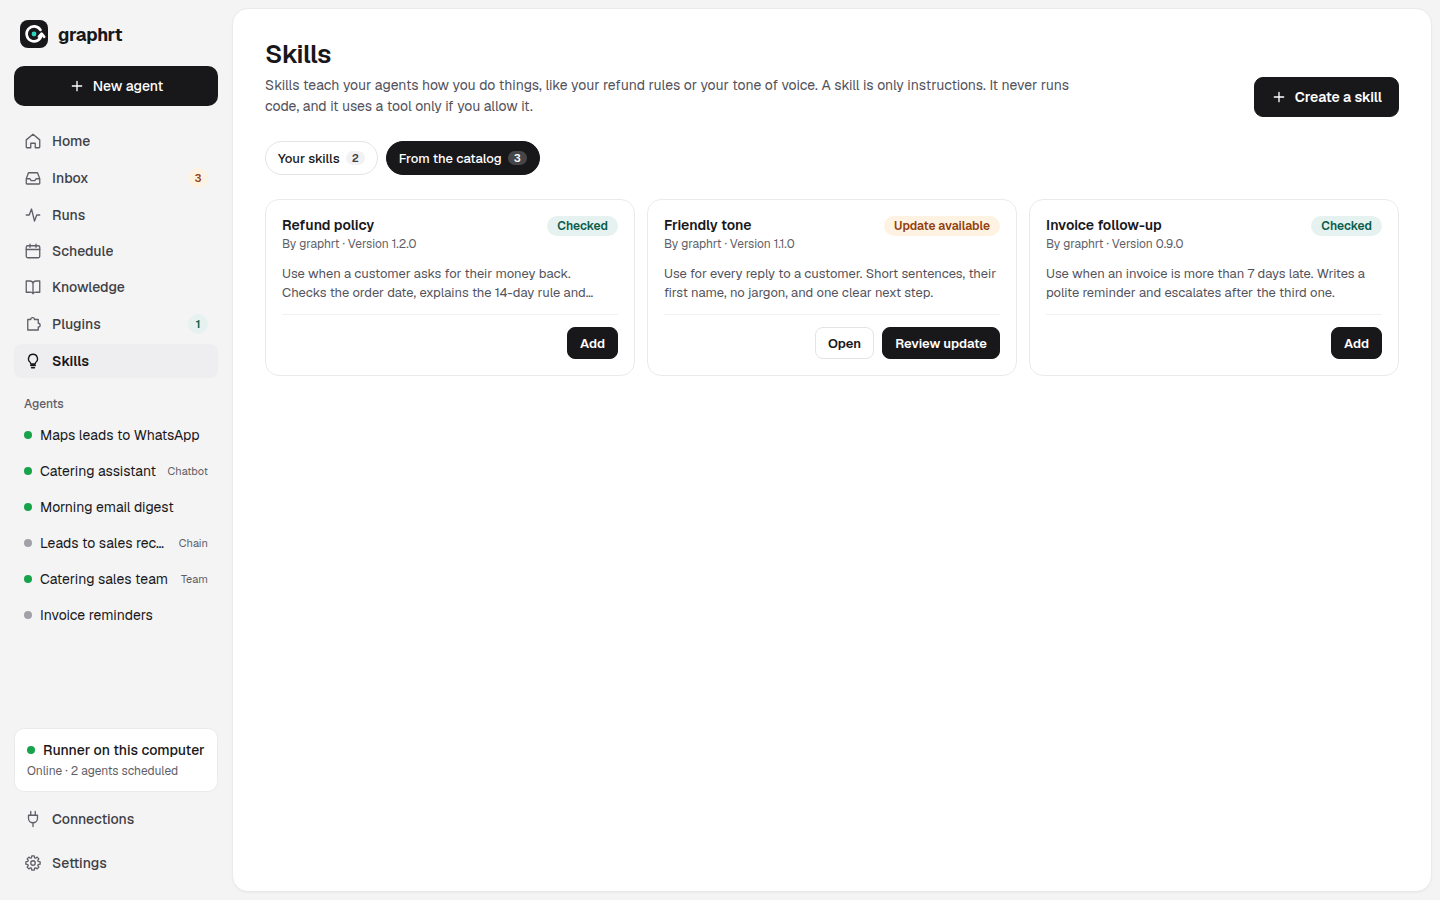 graphrt
New agent
Home
Inbox 3
Runs
Schedule
Knowledge
Plugins 1
Skills
Agents
Maps leads to WhatsApp
Catering assistant Chatbot
Morning email digest
Leads to sales rec... Chain
Catering sales team Team
Invoice reminders
Runner on this computer
Online · 2 agents scheduled
Connections
Settings
Skills
Skills teach your agents how you do things, like your refund rules or your tone of voice. A skill is only instructions. It never runs
code, and it uses a tool only if you allow it.
Create a skill
Your skills 2
From the catalog 3
Refund policy
Checked
By graphrt · Version 1.2.0
Use when a customer asks for their money back.
Checks the order date, explains the 14-day rule and...
Add
Friendly tone
Update available
By graphrt · Version 1.1.0
Use for every reply to a customer. Short sentences, their
first name, no jargon, and one clear next step.
Open
Review update
Invoice follow-up
Checked
By graphrt · Version 0.9.0
Use when an invoice is more than 7 days late. Writes a
polite reminder and escalates after the third one.
Add